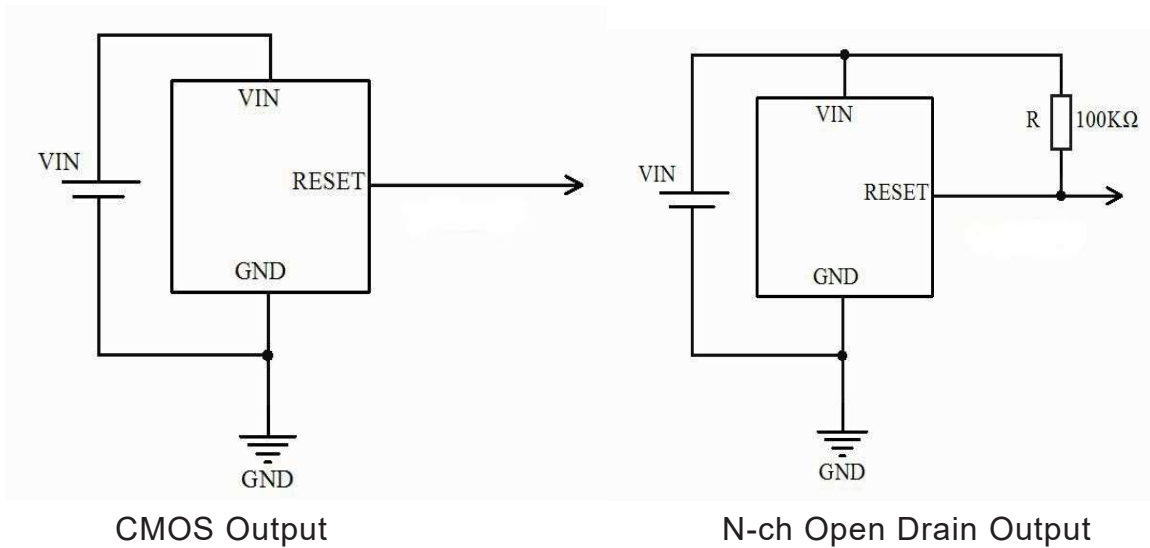 VIN
VIN
RESET
GND
GND
CMOS Output
VIN
VIN
R 100KΩ
RESET
GND
GND
N-ch Open Drain Output